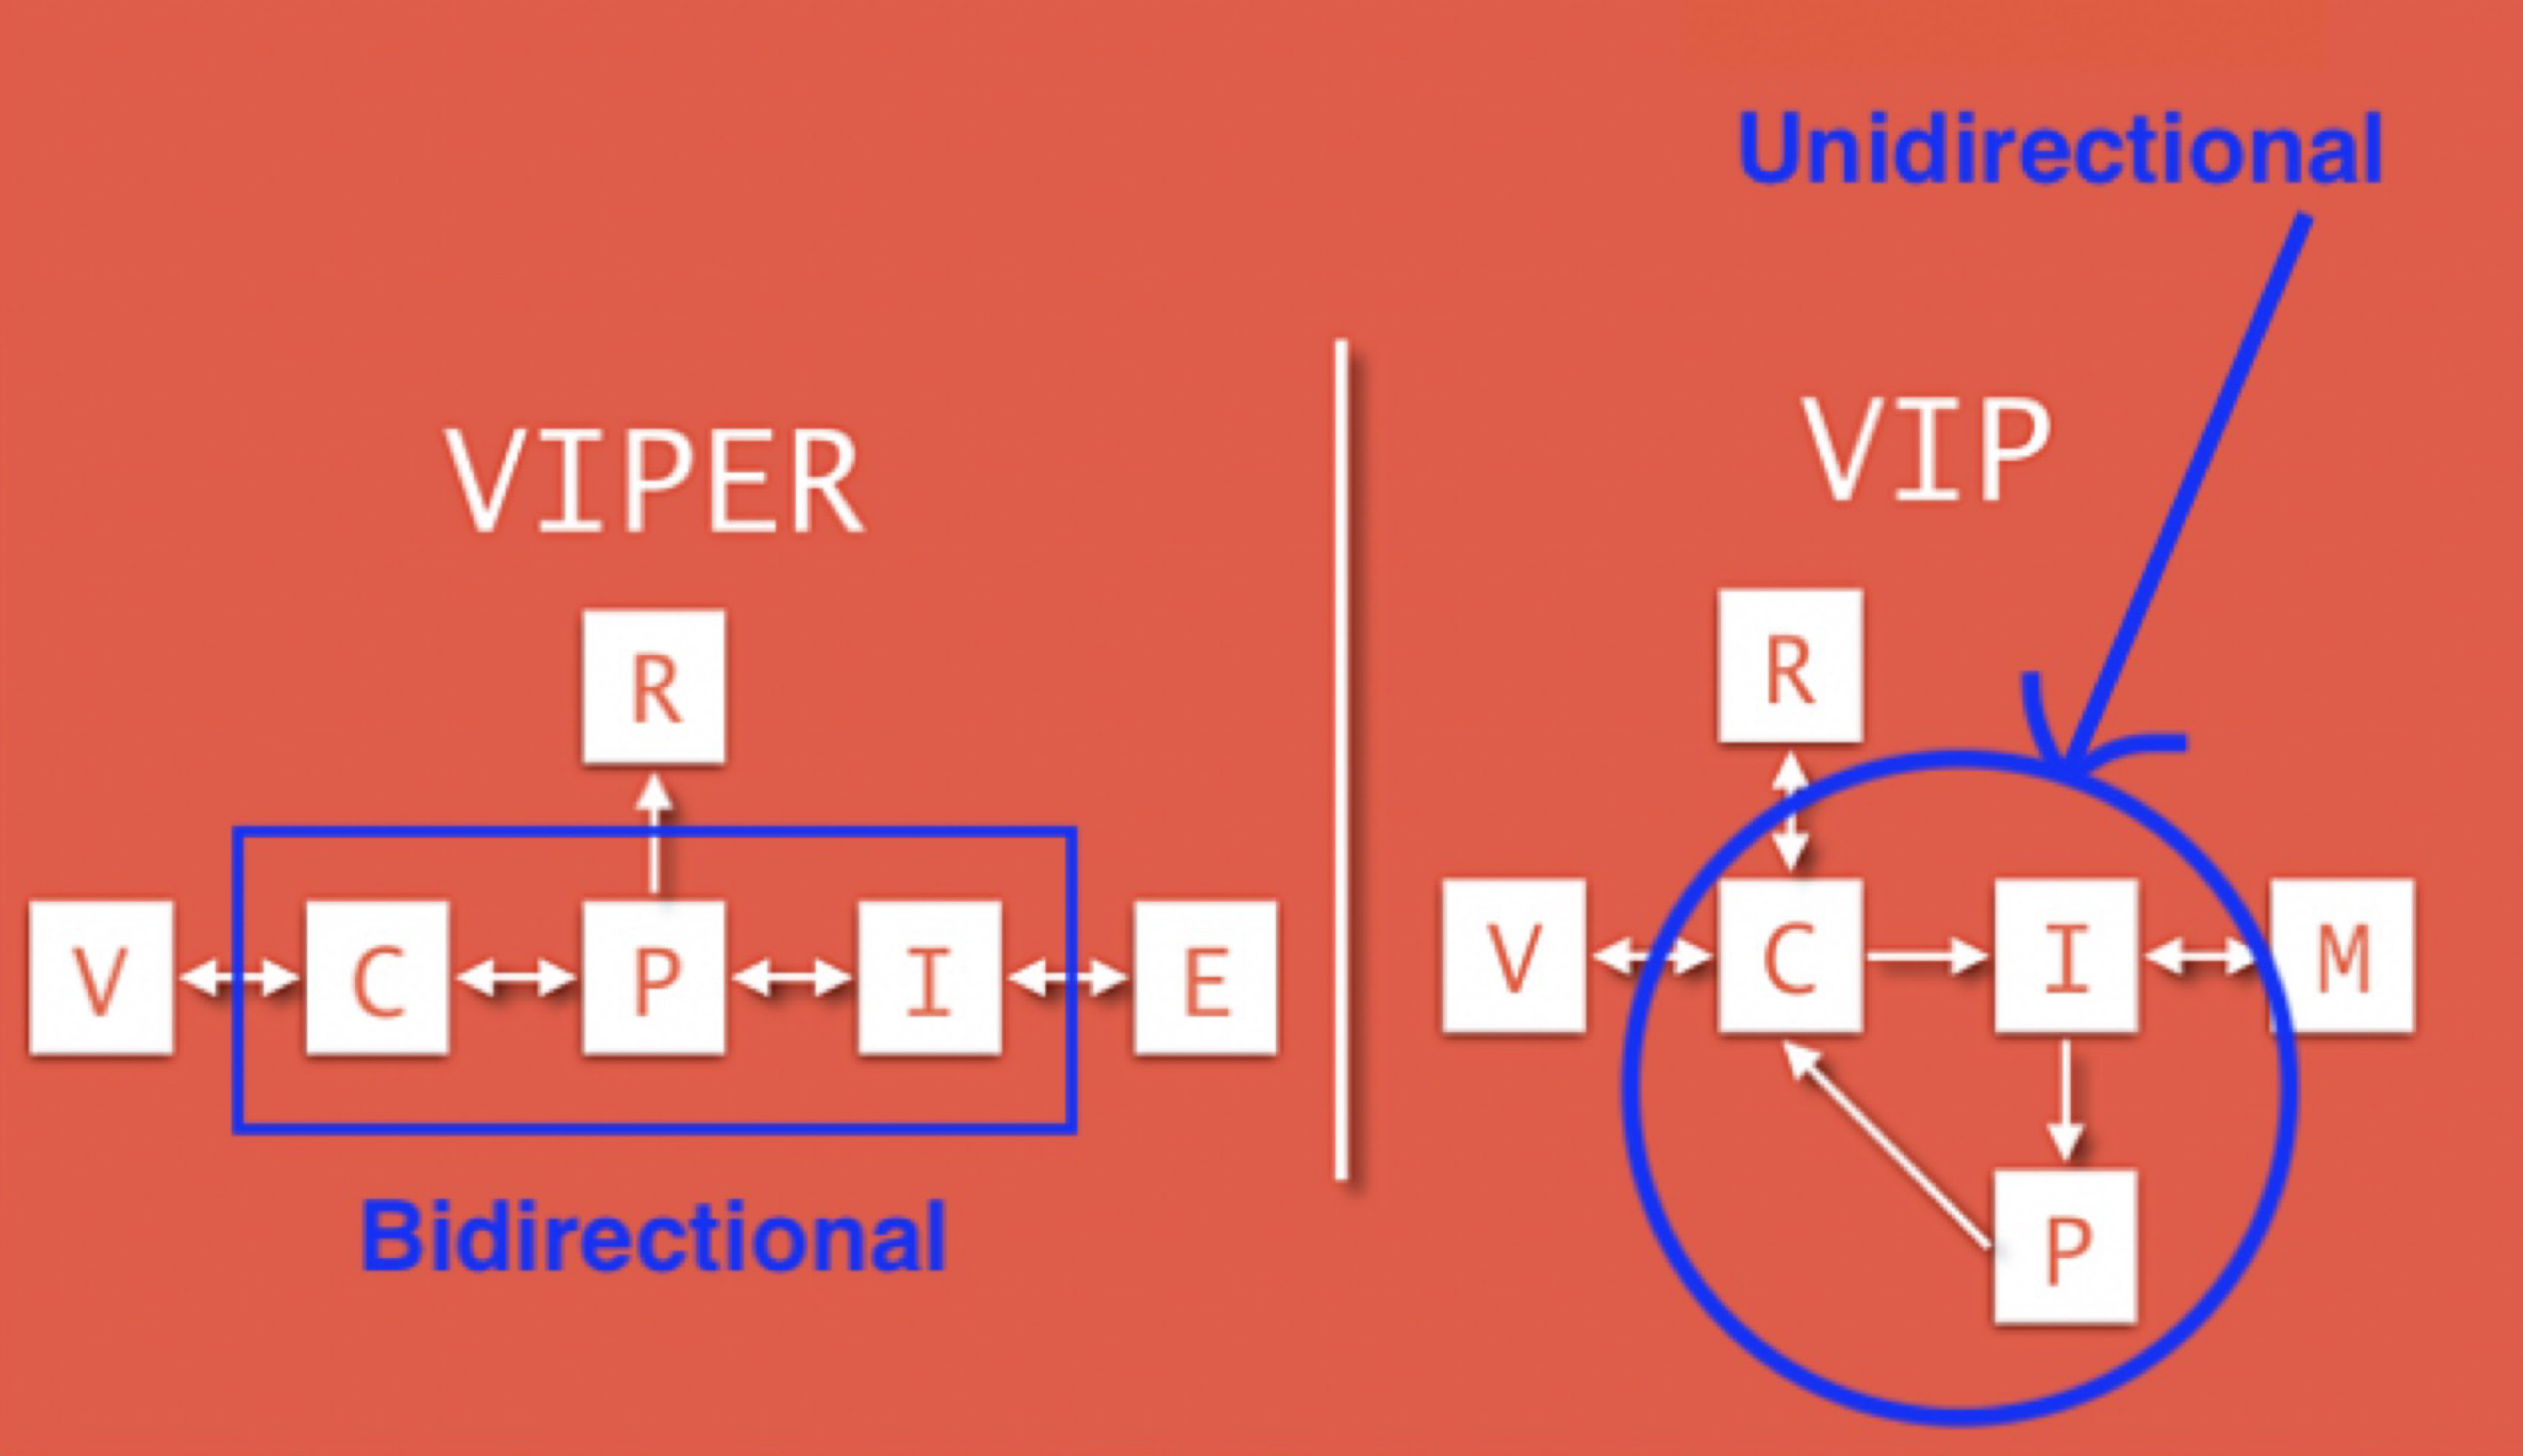 Unidirectional
VIPER
VIP
R
R
V
C
P
I
E
V
C
I
M
P
Bidirectional